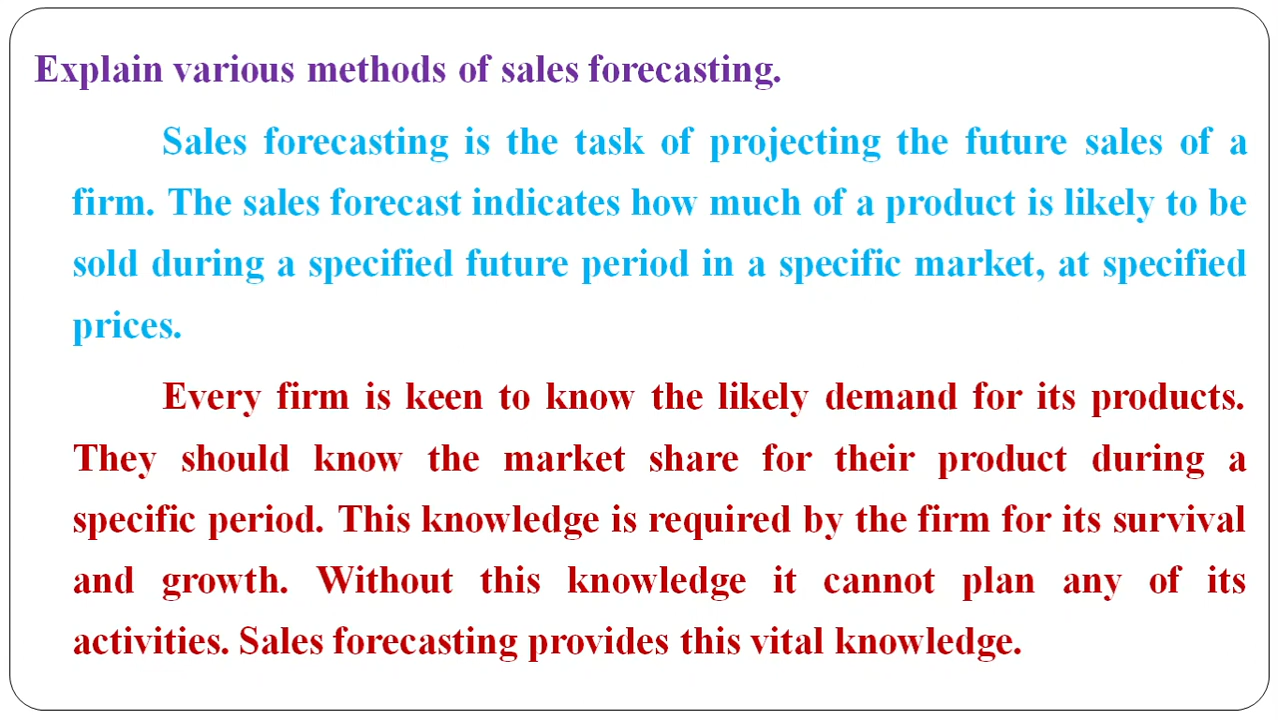 Explain various methods of sales forecasting.
Sales forecasting is the task of projecting the future sales of a
firm. The sales forecast indicates how much of a product is likely to be
sold during a specified future period in a specific market, at specified
prices.
Every firm is keen to know the likely demand for its products.
They should know the market share for their product during a
specific period. This knowledge is required by the firm for its survival
and growth. Without this knowledge it cannot plan any of its
activities. Sales forecasting provides this vital knowledge.